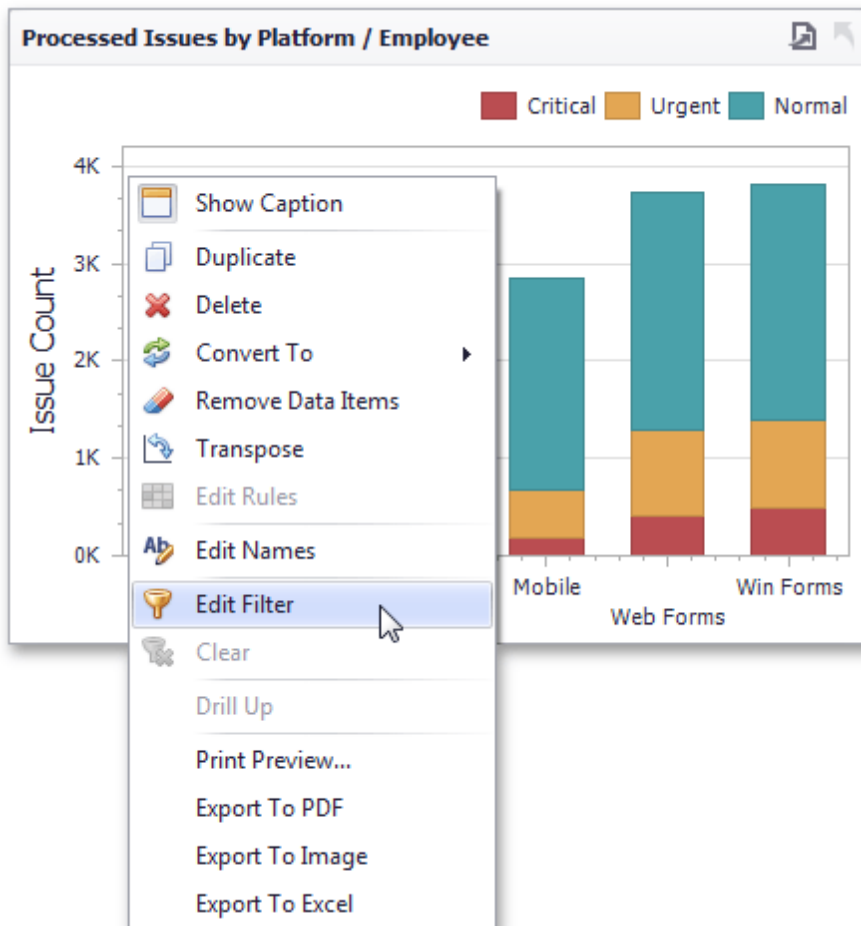 Processed Issues by Platform / Employee
Critical Urgent Normal
4K
3K
2K
1K
0K
Issue Count
Mobile
Web Forms
Win Forms
Show Caption
Duplicate
Delete
Convert To
Remove Data Items
Transpose
Edit Rules
Ab
Edit Names
Edit Filter
Clear
Drill Up
Print Preview...
Export To PDF
Export To Image
Export To Excel